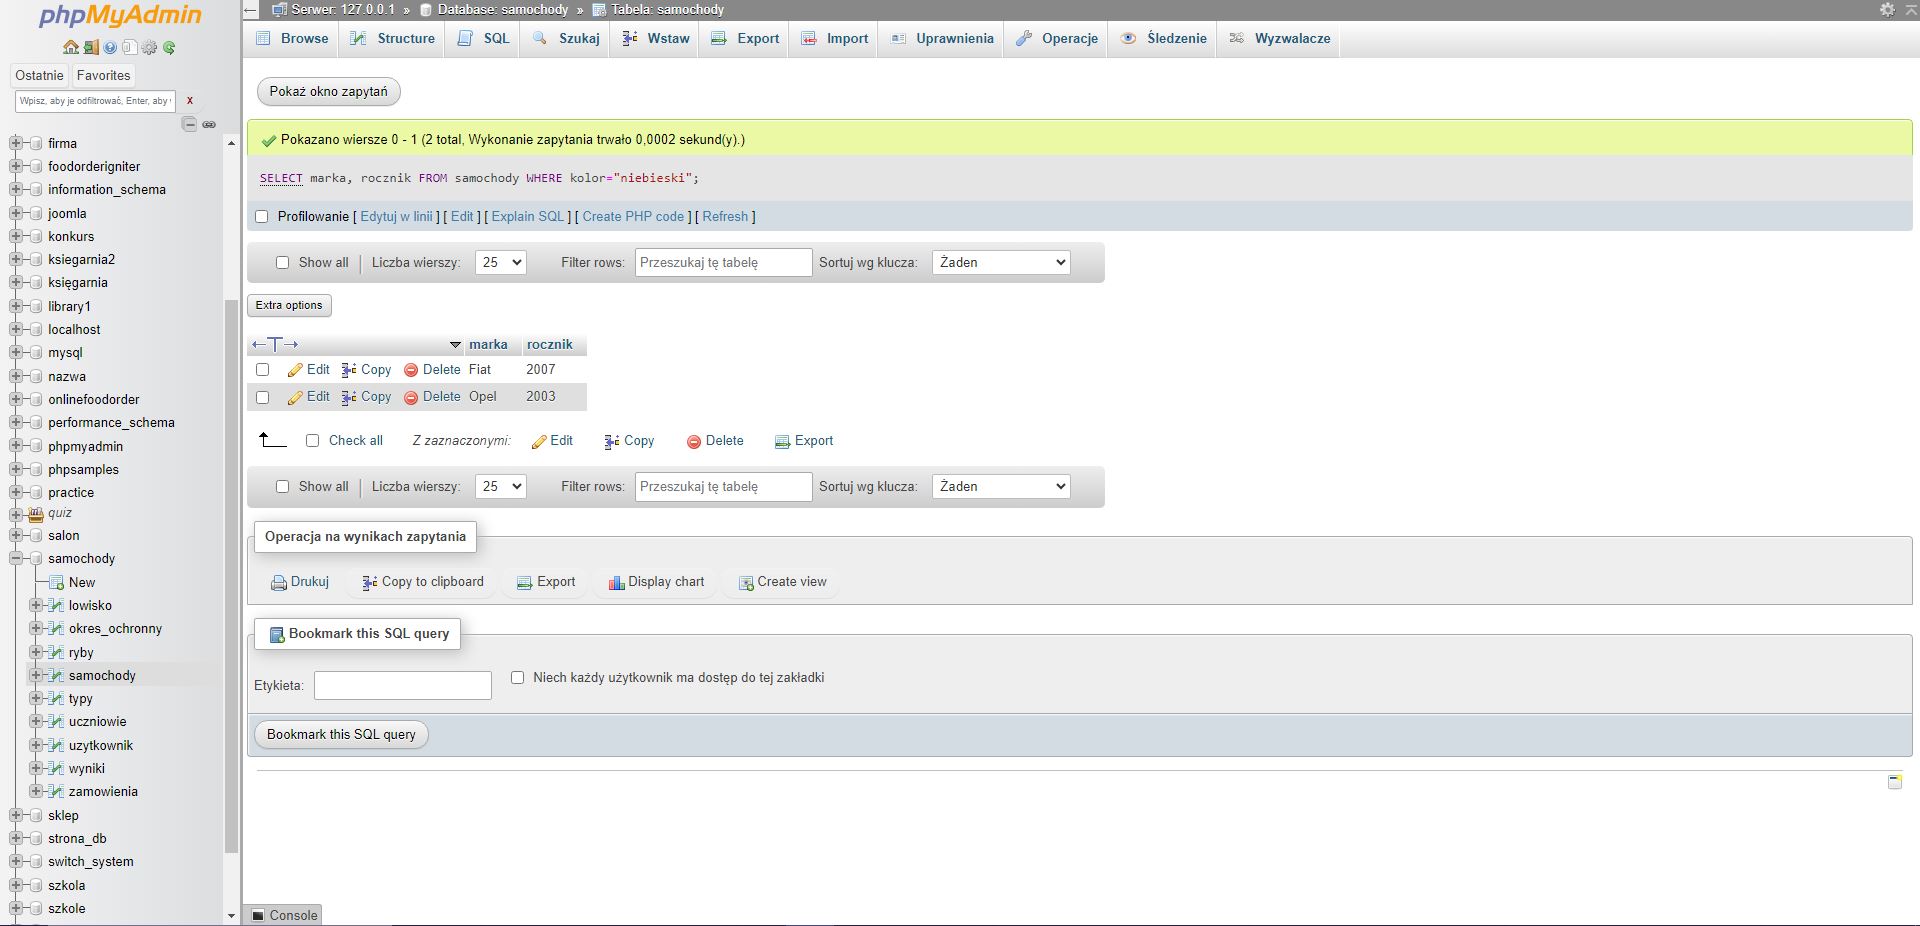 phpMyAdmin
Ostatnie Favorites
Wpisz, aby je odfiltrować, Enter, aby X
firma
foodorderigniter
information_schema
joomla
konkurs
ksiegarnia2
księgarnia
library1
localhost
mysql
nazwa
onlinefoodorder
performance_schema
phpmyadmin
phpsamples
practice
quiz
salon
samochody
New
lowisko
okres_ochronny
ryby
samochody
typy
uczniowie
uzytkownik
wyniki
zamowienia
sklep
strona_db
switch_system
szkola
szkole
Serwer: 127.0.0.1 » Database: samochody » Tabela: samochody
Browse Structure SQL Szukaj Wstaw Export Import Uprawnienia Operacje Śledzenie Wyzwalacze
Pokaż okno zapytań
Pokazano wiersze 0 - 1 (2 total, Wykonanie zapytania trwało 0,0002 sekund(y).)
SELECT marka, rocznik FROM samochody WHERE kolor="niebieski";
Profilowanie [ Edytuj w linii ] [ Edit ] [ Explain SQL ] [ Create PHP code ] [ Refresh ]
Show all | Liczba wierszy: 25 Filter rows: Przeszukaj tę tabelę Sortuj wg klucza: Żaden
Extra options
←T→ marka rocznik
Edit Copy Delete Fiat 2007
Edit Copy Delete Opel 2003
Check all Z zaznaczonymi: Edit Copy Delete Export
Show all | Liczba wierszy: 25 Filter rows: Przeszukaj tę tabelę Sortuj wg klucza: Żaden
Operacja na wynikach zapytania
Drukuj Copy to clipboard Export Display chart Create view
Bookmark this SQL query
Etykieta: Niech każdy użytkownik ma dostęp do tej zakładki
Bookmark this SQL query
Console